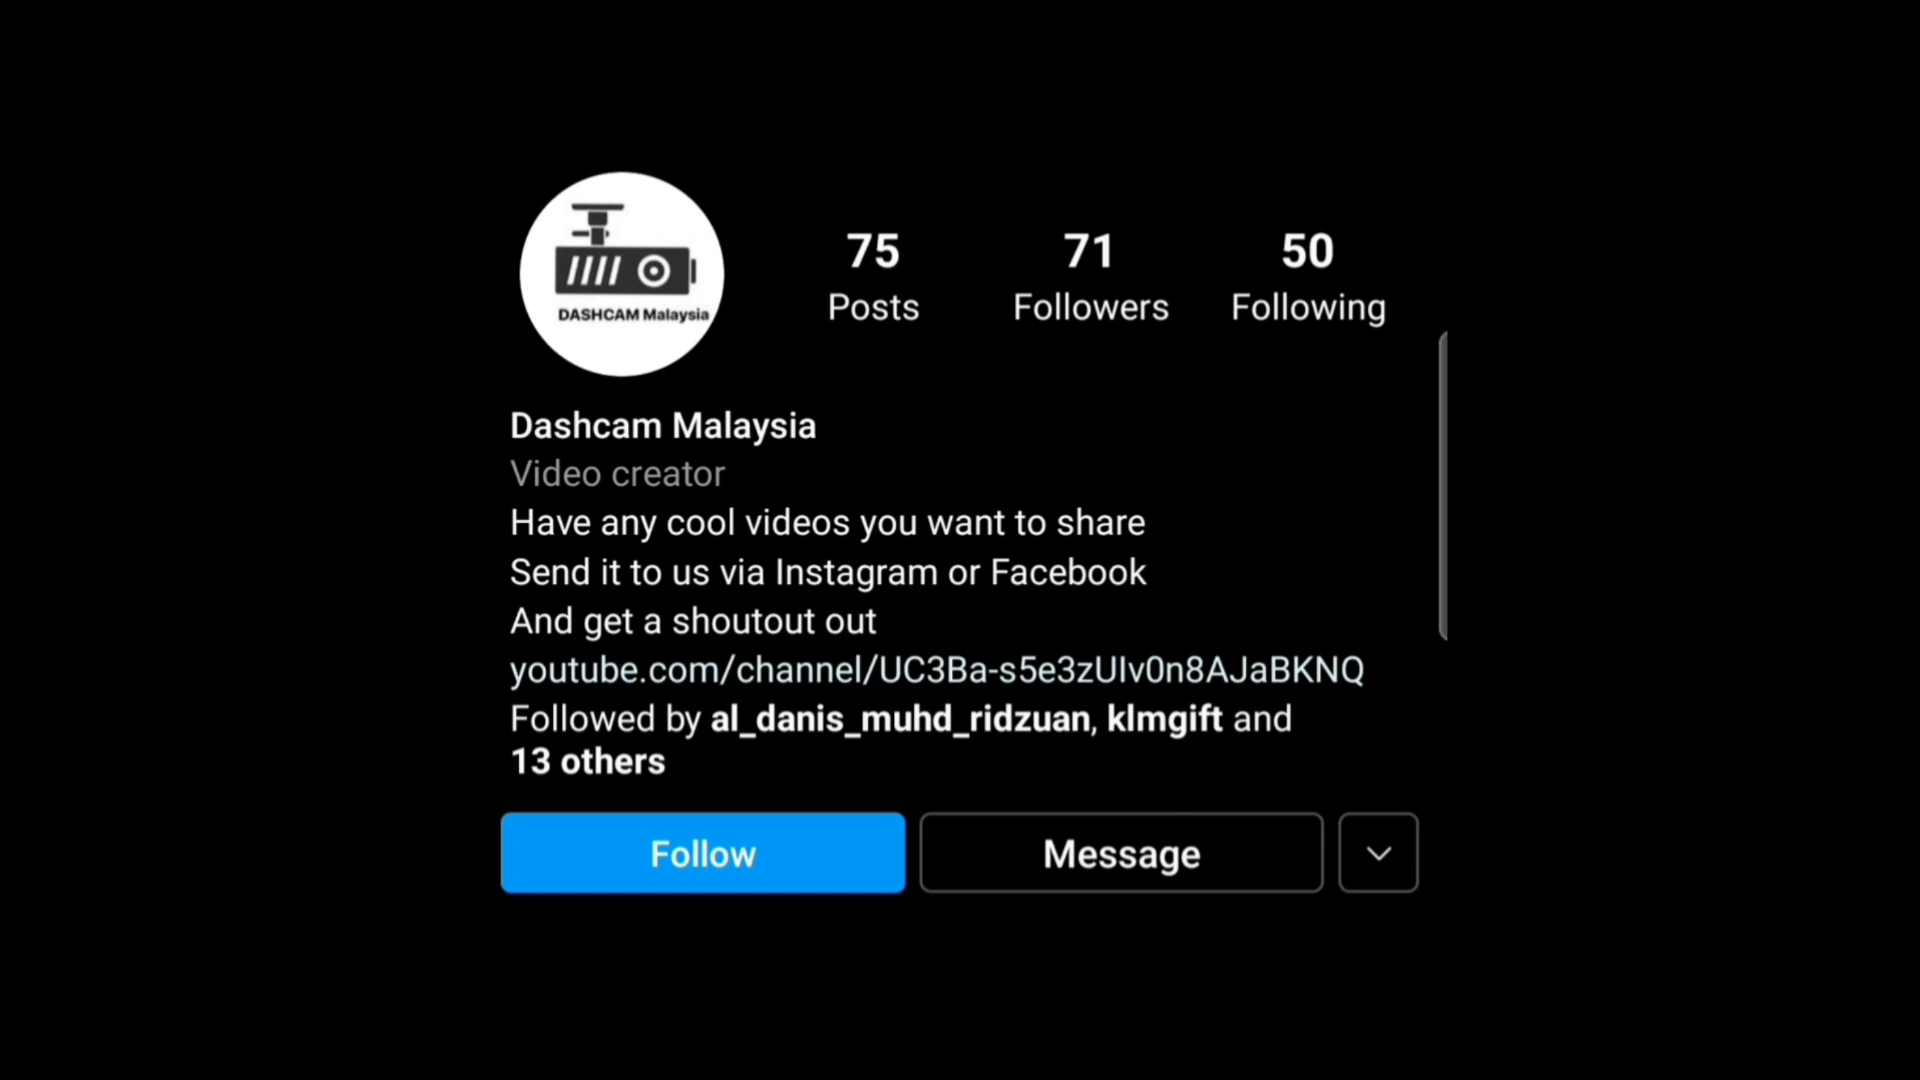 DASHCAM Malaysia
75 71 50
Posts Followers Following
Dashcam Malaysia
Video creator
Have any cool videos you want to share
Send it to us via Instagram or Facebook
And get a shoutout out
youtube.com/channel/UC3Ba-s5e3zUIv0n8AJaBKNQ
Followed by al_danis_muhd_ridzuan, klmgift and
13 others
Follow Message